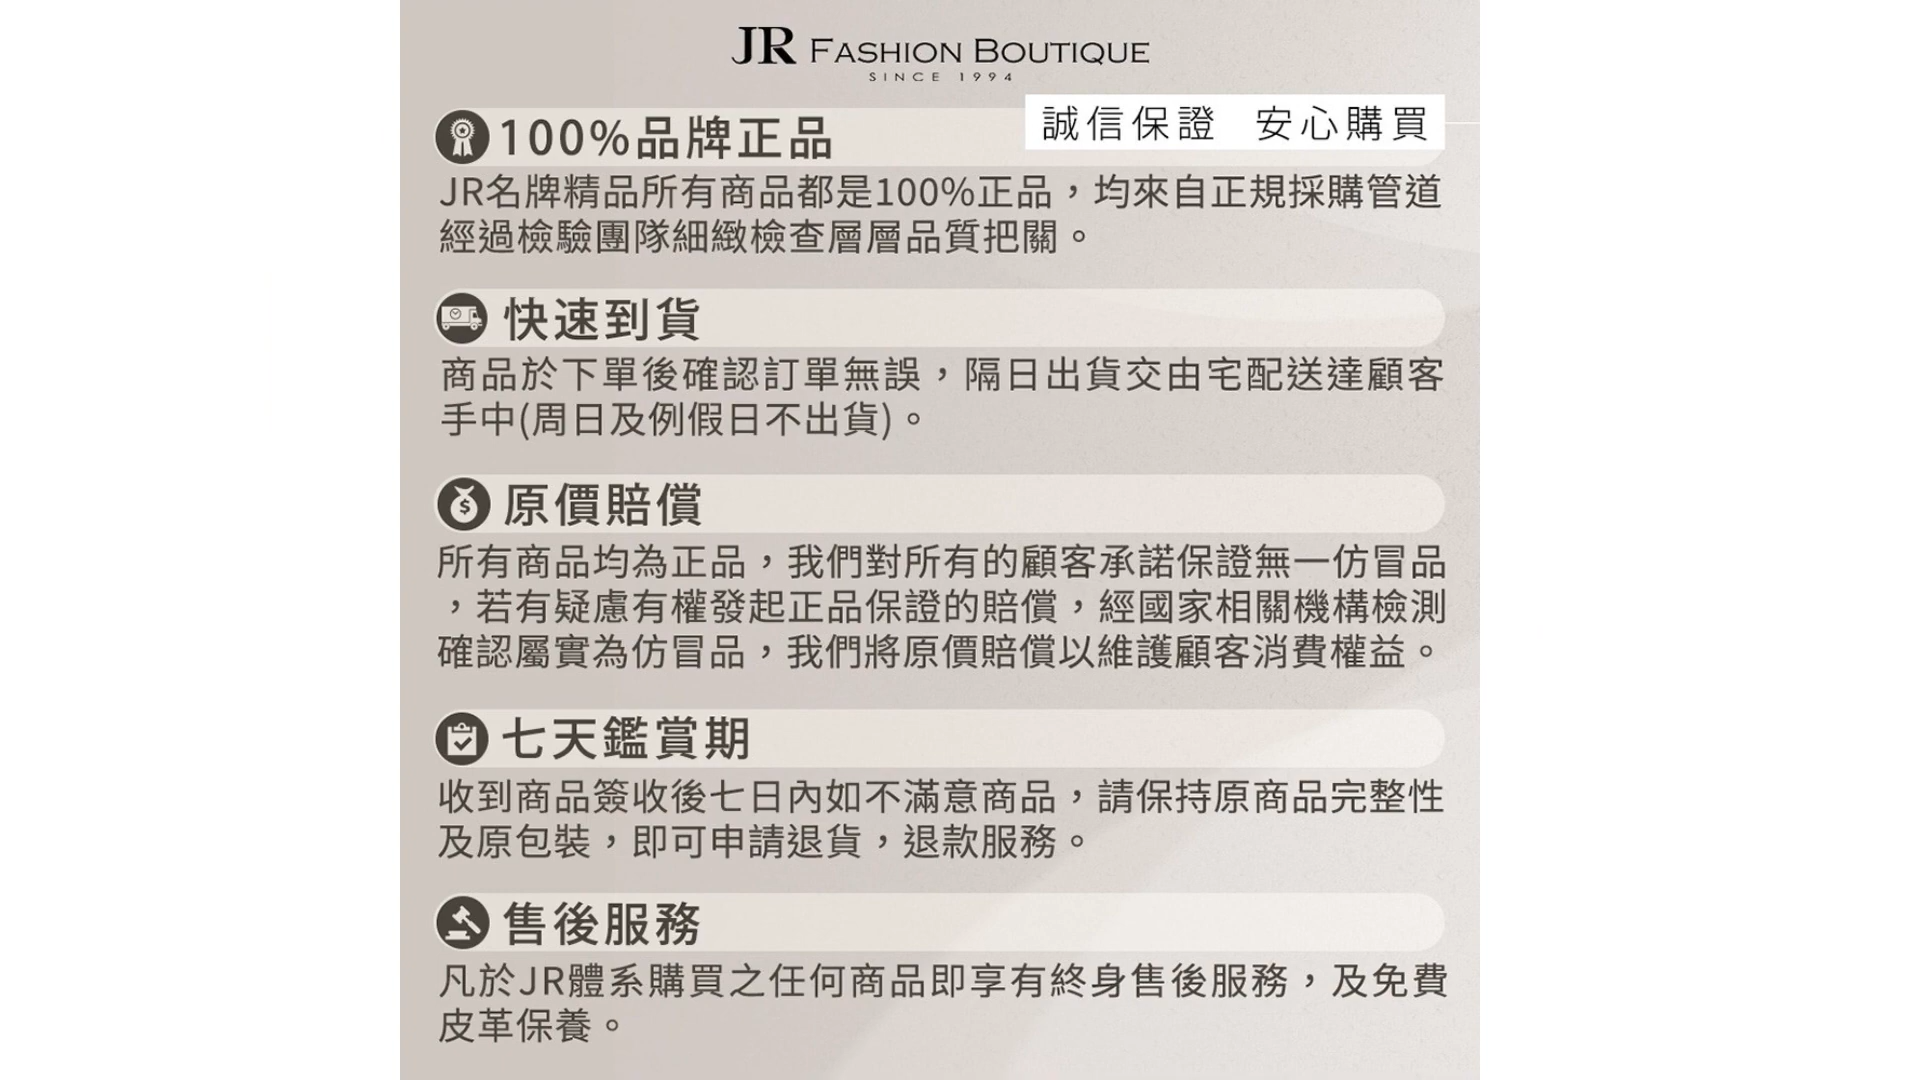 JR FASHION BOUTIQUE
SINCE 1994
誠信保證 安心購買
100%品牌正品
JR名牌精品所有商品都是100%正品，均來自正規採購管道
經過檢驗團隊細緻檢查層層品質把關。
快速到貨
商品於下單後確認訂單無誤，隔日出貨交由宅配送達顧客
手中(周日及例假日不出貨)。
原價賠償
所有商品均為正品，我們對所有的顧客承諾保證無一仿冒品
，若有疑慮有權發起正品保證的賠償，經國家相關機構檢測
確認屬實為仿冒品，我們將原價賠償以維護顧客消費權益。
七天鑑賞期
收到商品簽收後七日內如不滿意商品，請保持原商品完整性
及原包裝，即可申請退貨，退款服務。
售後服務
凡於JR體系購買之任何商品即享有終身售後服務，及免費
皮革保養。